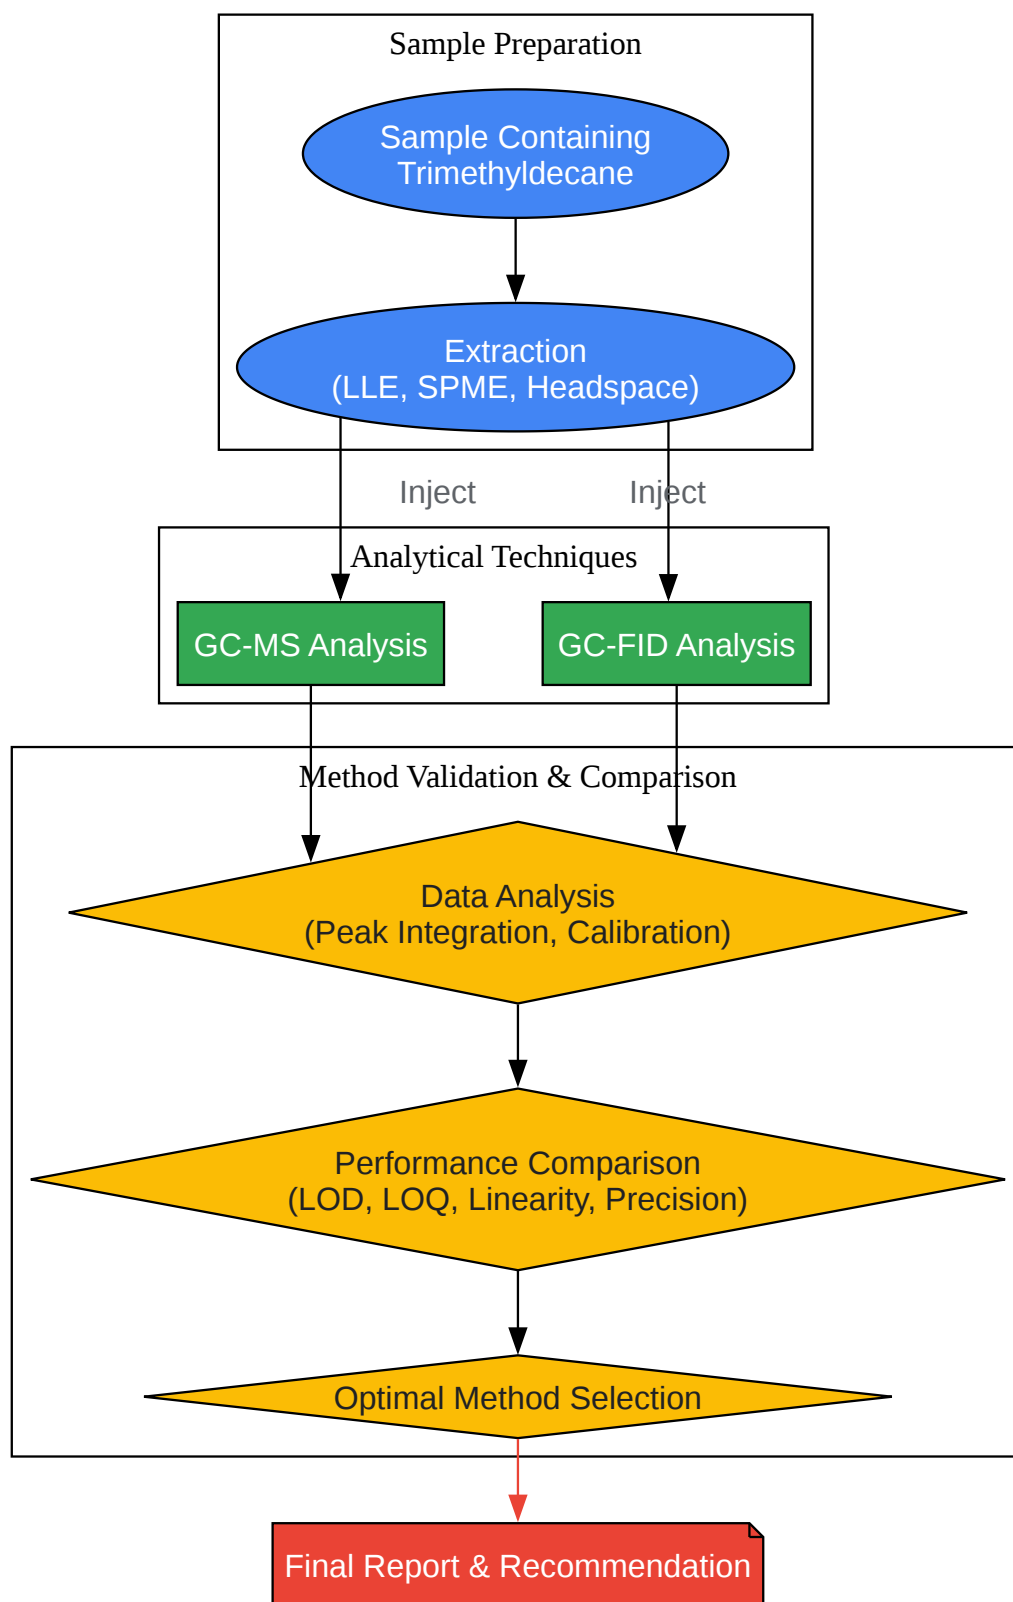 Sample Preparation
Sample Containing
Trimethyldecane
Extraction
(LLE, SPME, Headspace)
Inject
Inject
Analytical Techniques
GC-MS Analysis
GC-FID Analysis
Method Validation & Comparison
Data Analysis
(Peak Integration, Calibration)
Performance Comparison
(LOD, LOQ, Linearity, Precision)
Optimal Method Selection
Final Report & Recommendation